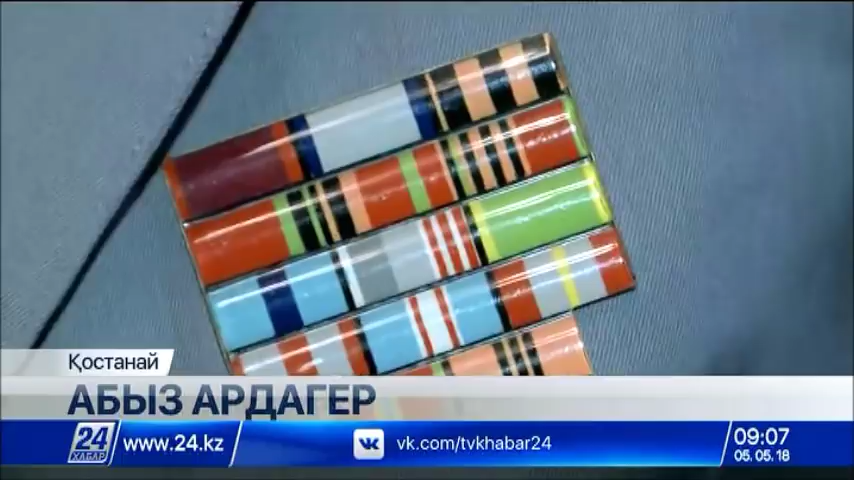 Қостанай
АБЫЗ АРДАГЕР
24 ХАБАР
www.24.kz
vk.com/tvkhabar24
09:07
05.05.18